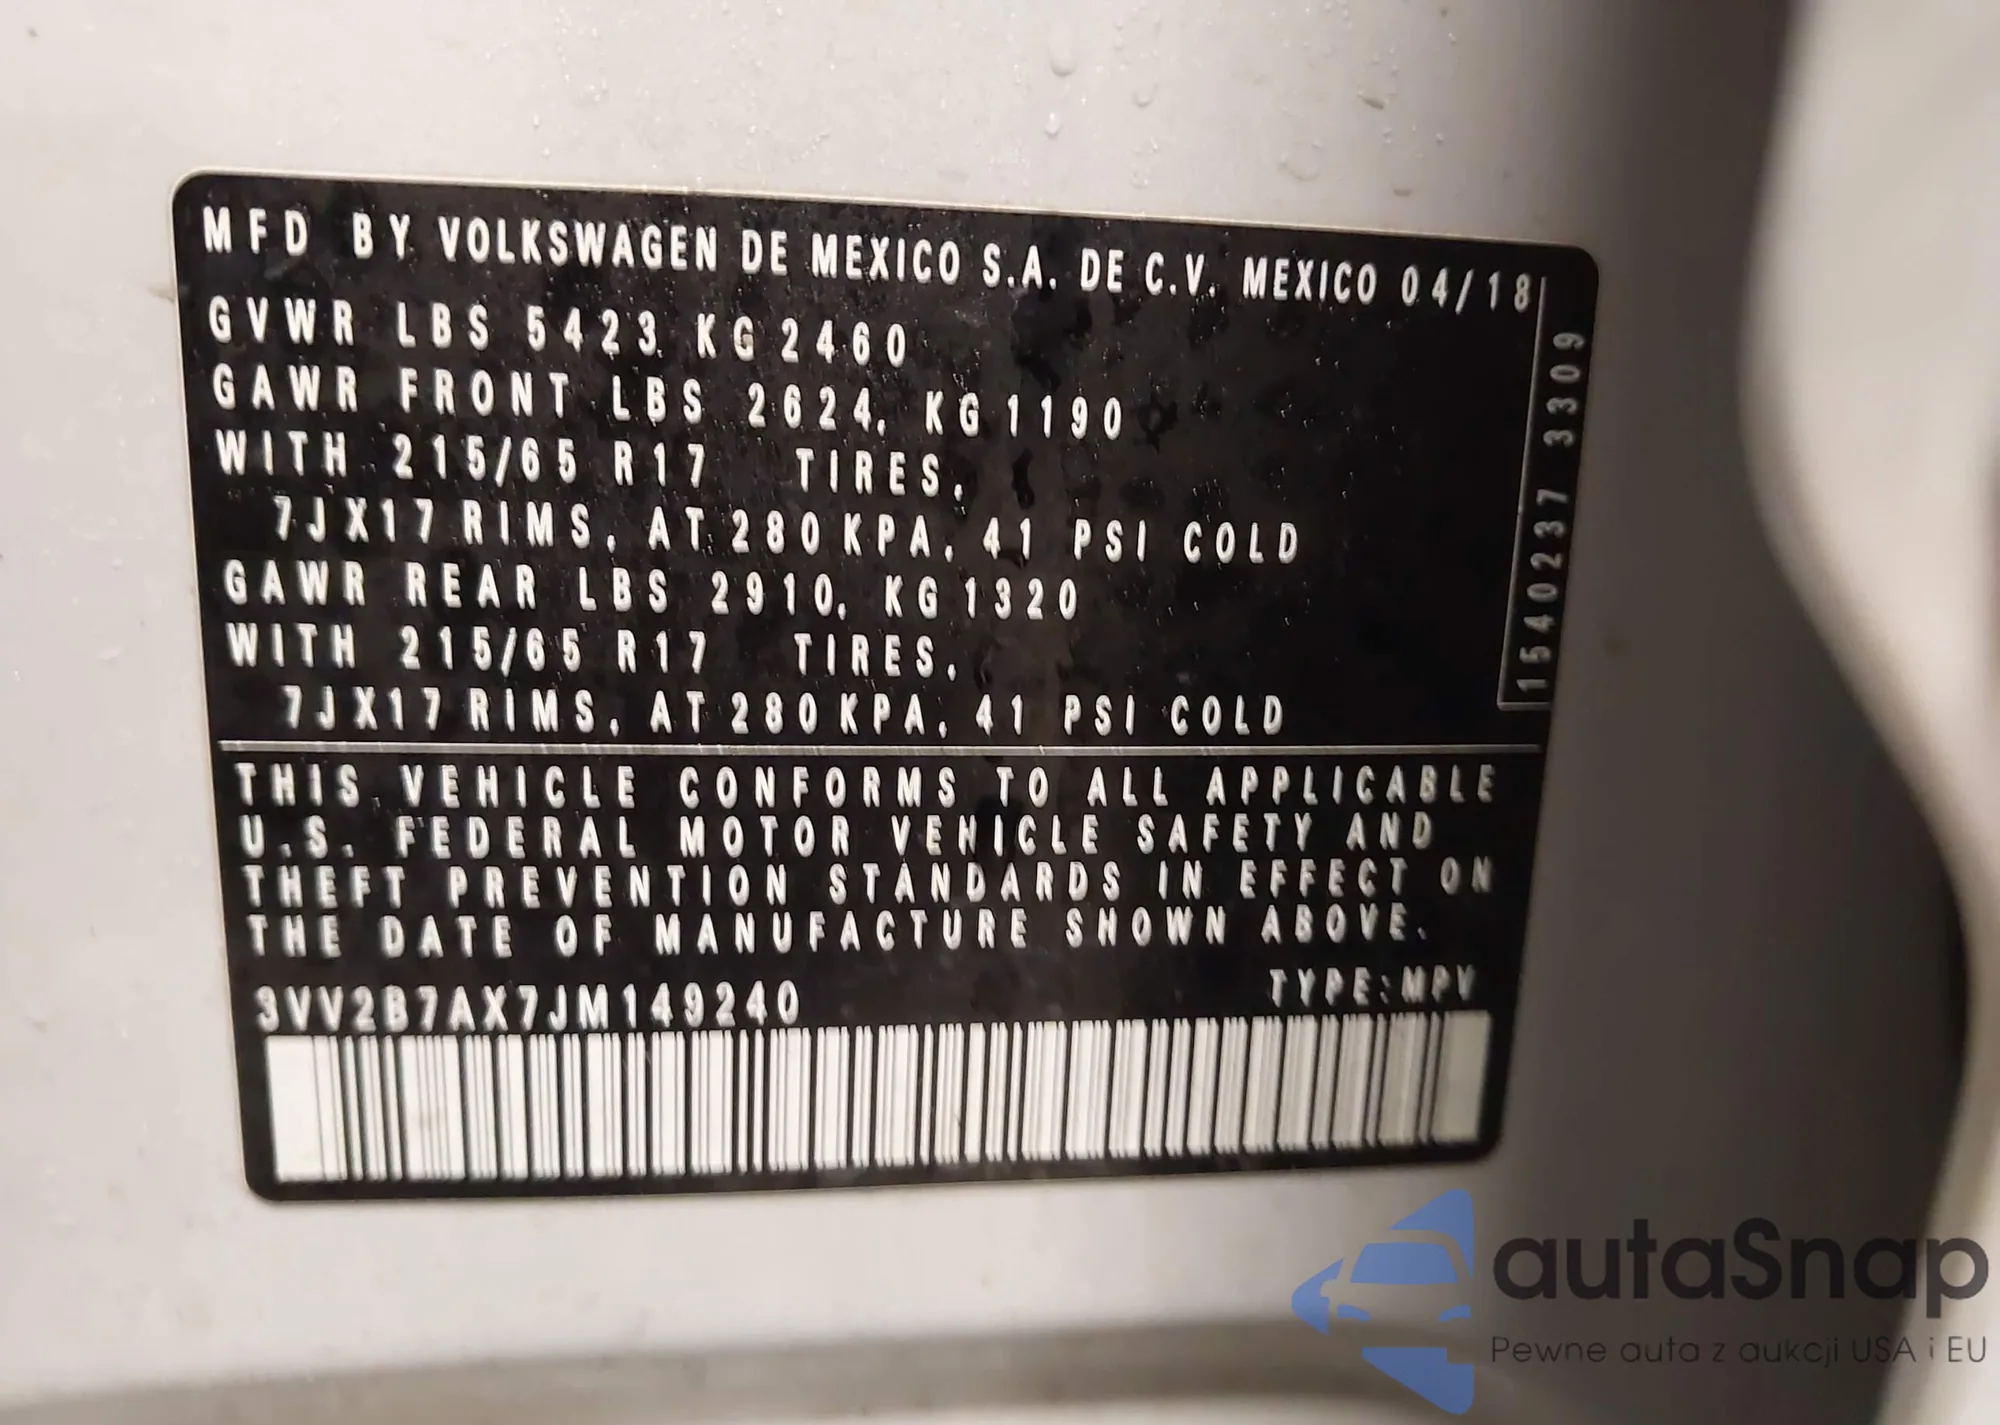 MFD BY VOLKSWAGEN DE MEXICO S.A. DE C.V. MEXICO 04/18
GVWR LBS 5423 KG 2460
GAWR FRONT LBS 2624, KG 1190
WITH 215/65 R17 TIRES,
7JX17 RIMS, AT 280 KPA, 41 PSI COLD
GAWR REAR LBS 2910, KG 1320
WITH 215/65 R17 TIRES,
7JX17 RIMS, AT 280 KPA, 41 PSI COLD
1540237 3309
THIS VEHICLE CONFORMS TO ALL APPLICABLE
U.S. FEDERAL MOTOR VEHICLE SAFETY AND
THEFT PREVENTION STANDARDS IN EFFECT ON
THE DATE OF MANUFACTURE SHOWN ABOVE.
3VV2B7AX7JM149240 TYPE:MPV
autaSnap
Pewne auta z aukcji USA i EU